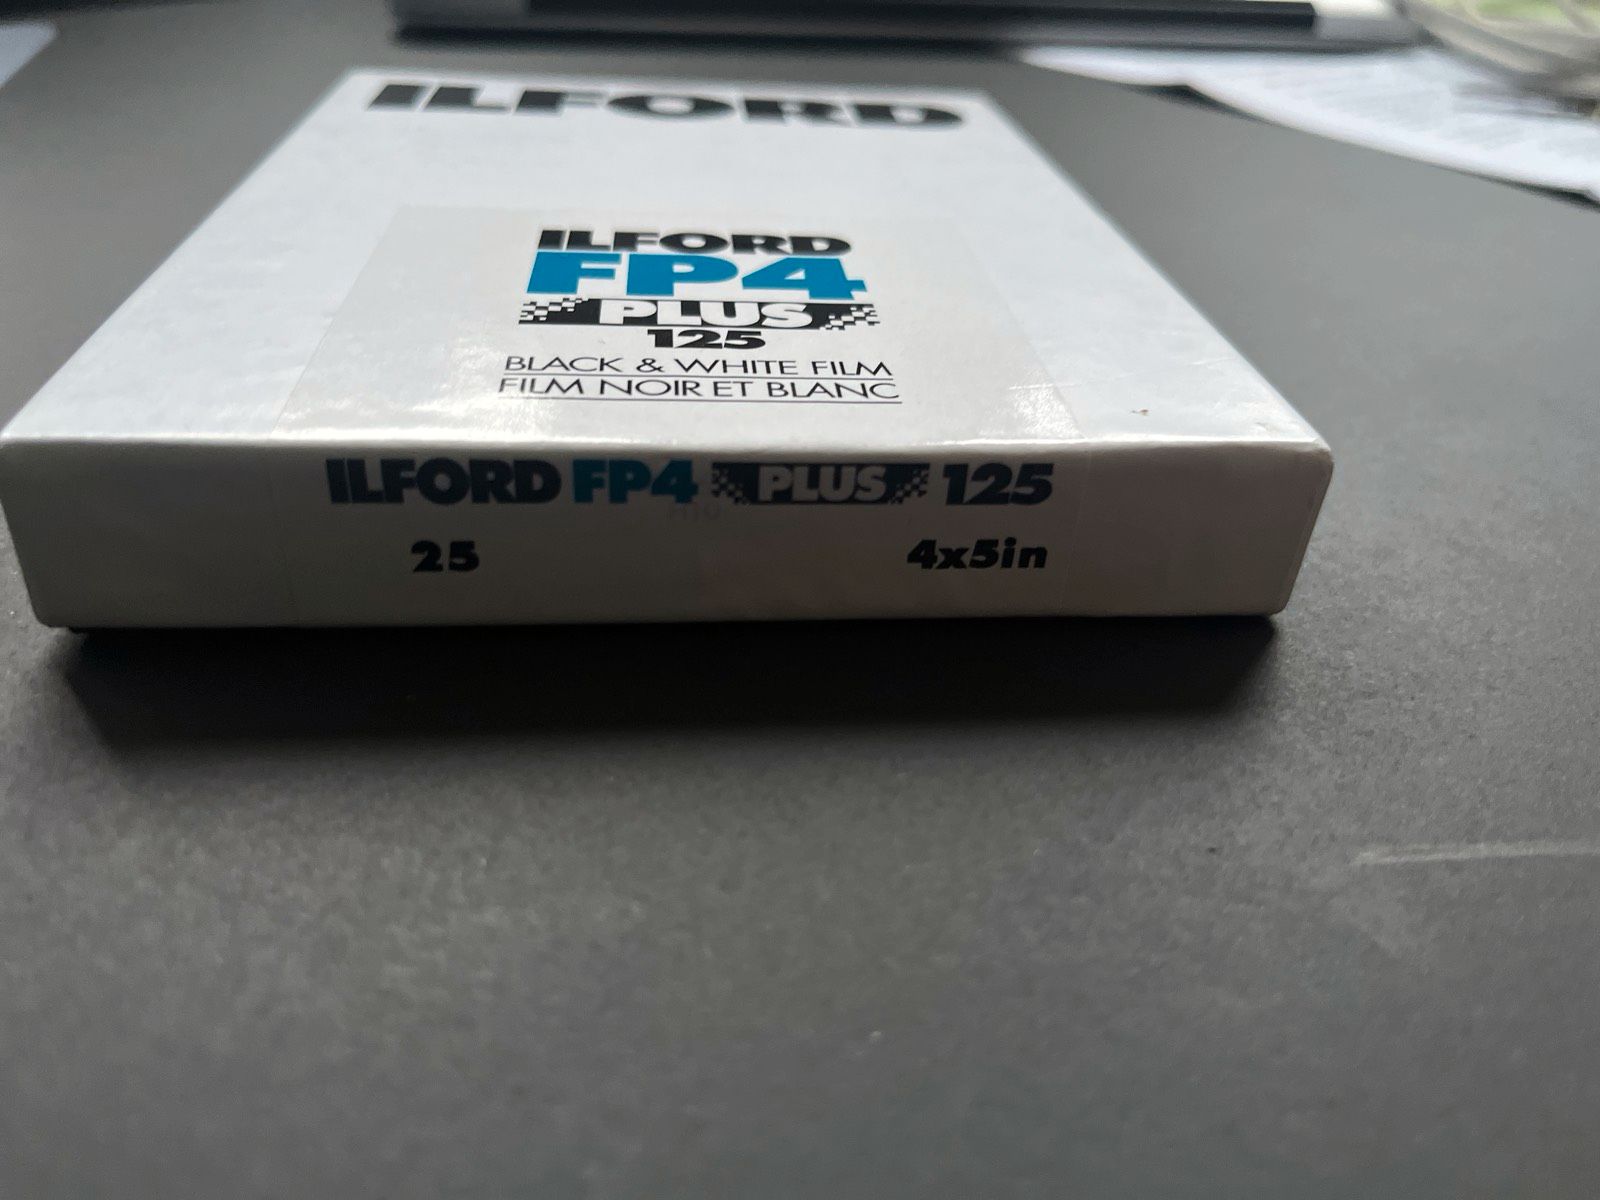 ILFORD
ILFORD
FP4
PLUS
125
BLACK & WHITE FILM
FILM NOIR ET BLANC
ILFORD FP4 PLUS 125
25 4x5in